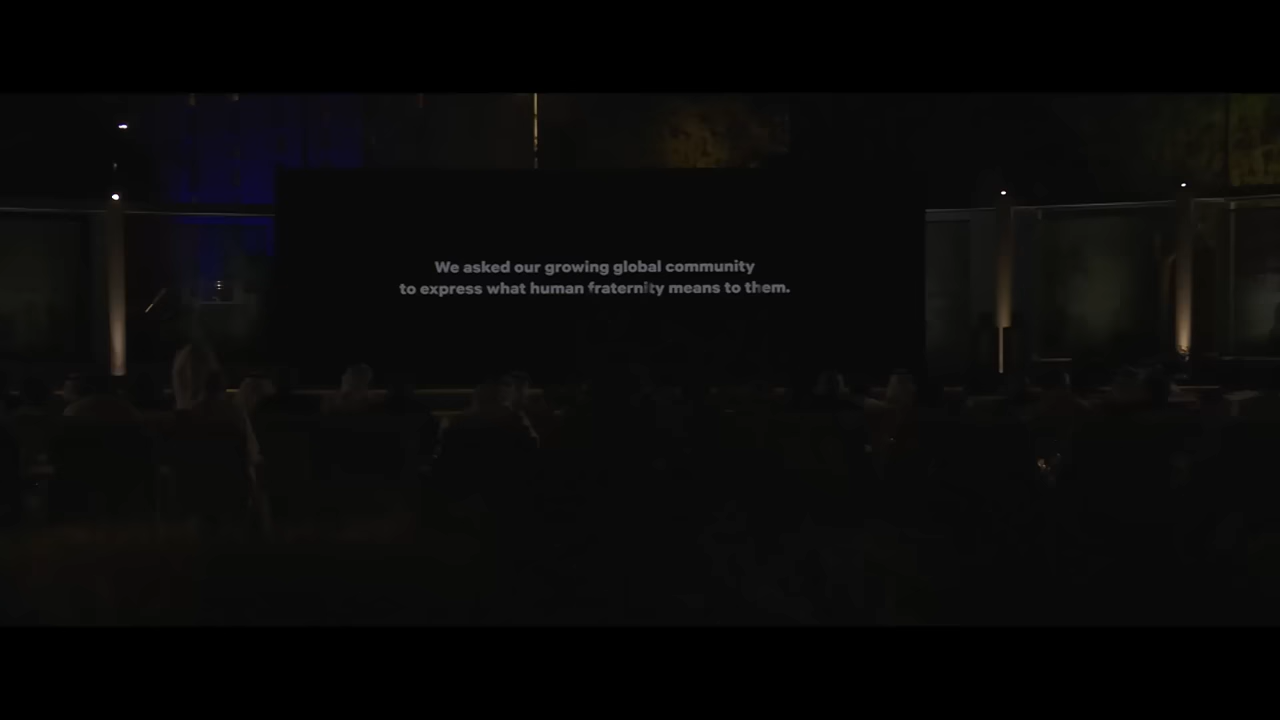 We asked our growing global community
to express what human fraternity means to them.